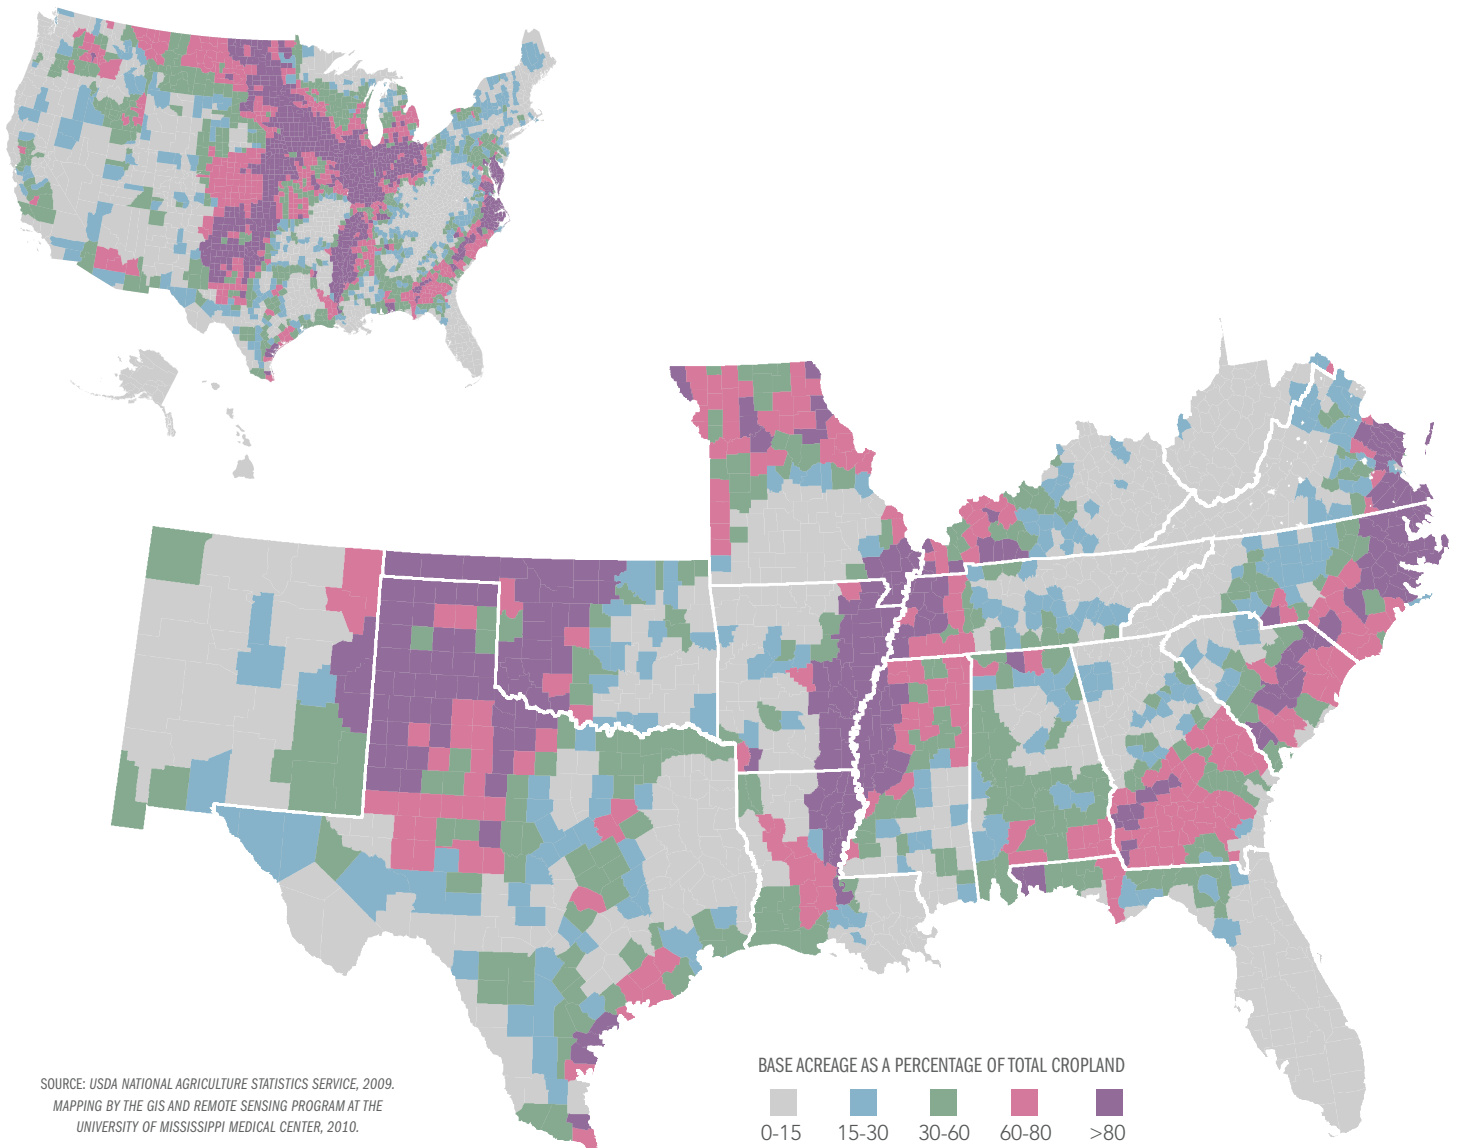 SOURCE: USDA NATIONAL AGRICULTURE STATISTICS SERVICE, 2009.
MAPPING BY THE GIS AND REMOTE SENSING PROGRAM AT THE
UNIVERSITY OF MISSISSIPPI MEDICAL CENTER, 2010.
BASE ACREAGE AS A PERCENTAGE OF TOTAL CROPLAND
0-15 15-30 30-60 60-80 >80